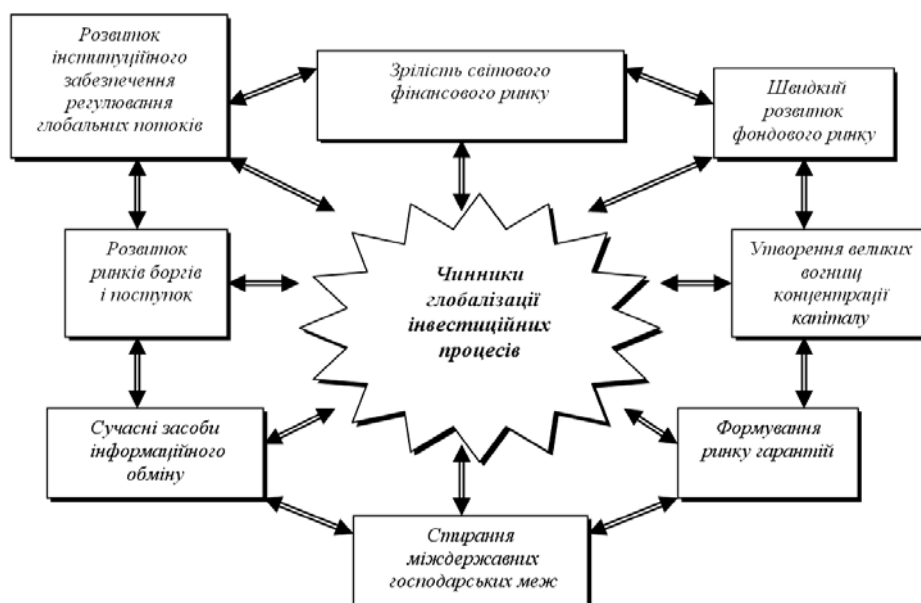 Розвиток
інституційного
забезпечення
регулювання
глобальних потоків
Зрілість світового
фінансового ринку
Швидкий
розвиток
фондового ринку
Розвиток
ринків боргів
і поступок
Чинники
глобалізації
інвестиційних
процесів
Утворення великих
вогнищ
концентрації
капіталу
Сучасні засоби
інформаційного
обміну
Формування
ринку гарантій
Стирання
міждержавних
господарських меж